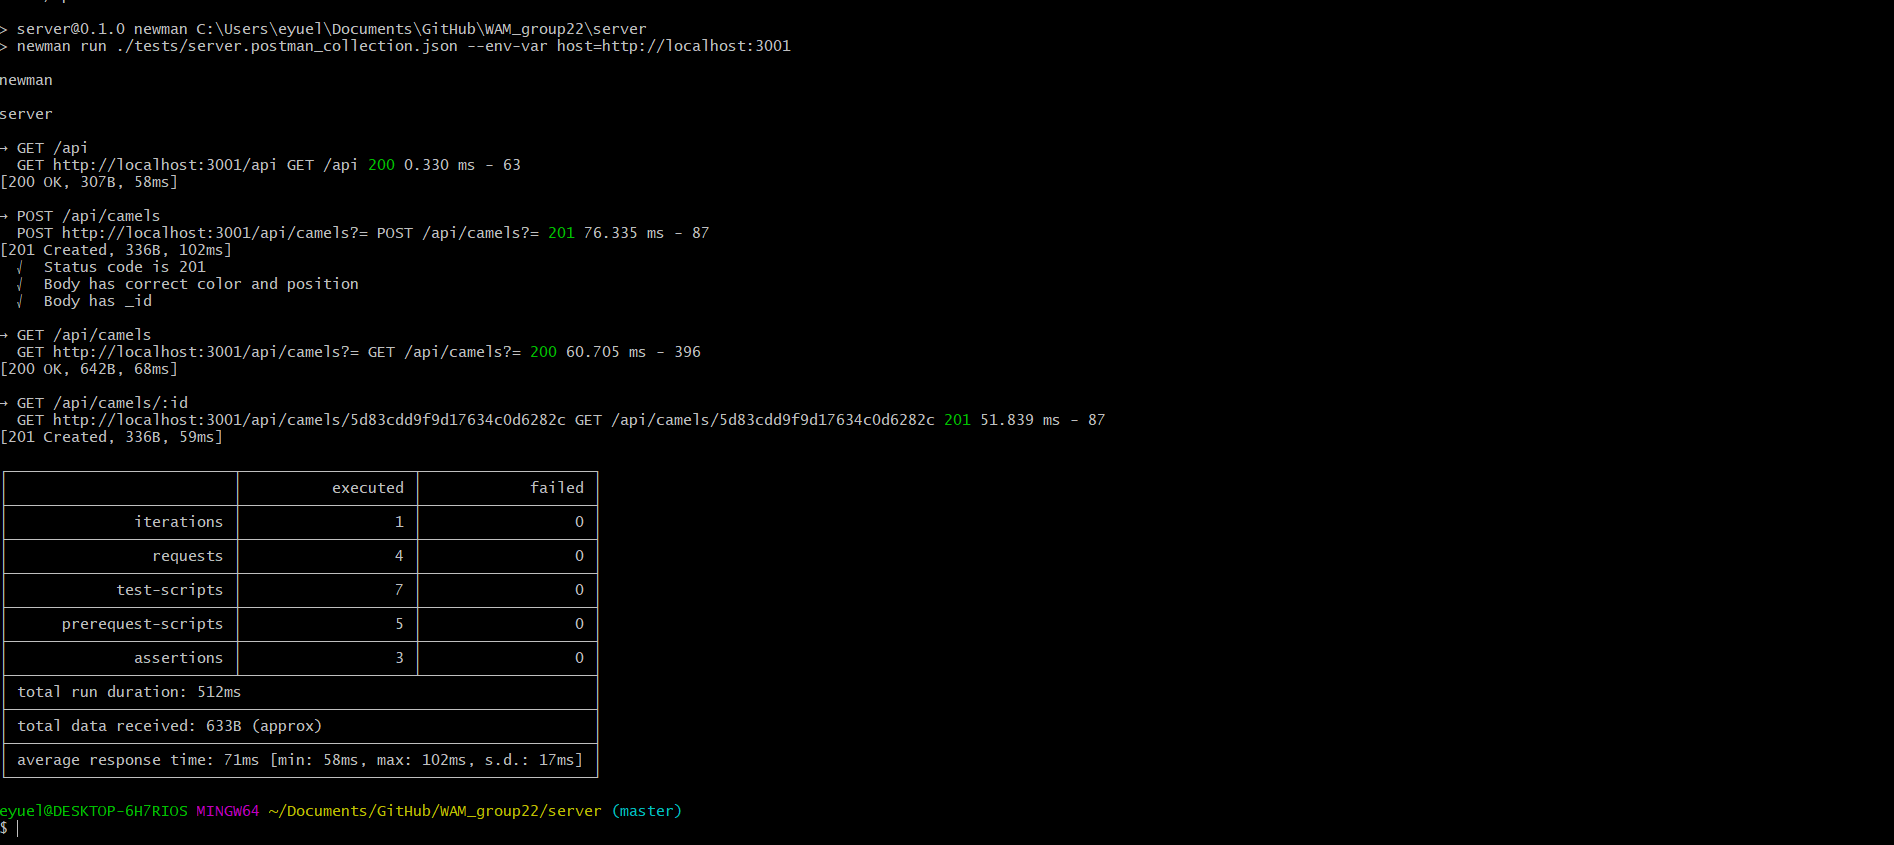 > server@0.1.0 newman C:\Users\eyuel\Documents\GitHub\WAM_group22\server
> newman run ./tests/server.postman_collection.json --env-var host=http://localhost:3001
newman
server
→ GET /api
GET http://localhost:3001/api GET /api 200 0.330 ms - 63
[200 OK, 307B, 58ms]
→ POST /api/camels
POST http://localhost:3001/api/camels?= POST /api/camels?= 201 76.335 ms - 87
[201 Created, 336B, 102ms]
√ Status code is 201
√ Body has correct color and position
√ Body has _id
→ GET /api/camels
GET http://localhost:3001/api/camels?= GET /api/camels?= 200 60.705 ms - 396
[200 OK, 642B, 68ms]
→ GET /api/camels/:id
GET http://localhost:3001/api/camels/5d83cdd9f9d17634c0d6282c GET /api/camels/5d83cdd9f9d17634c0d6282c 201 51.839 ms - 87
[201 Created, 336B, 59ms]
executed failed
iterations 1 0
requests 4 0
test-scripts 7 0
prerequest-scripts 5 0
assertions 3 0
total run duration: 512ms
total data received: 633B (approx)
average response time: 71ms [min: 58ms, max: 102ms, s.d.: 17ms]
eyuel@DESKTOP-6H7RIOS MINGW64 ~/Documents/GitHub/WAM_group22/server (master)
$